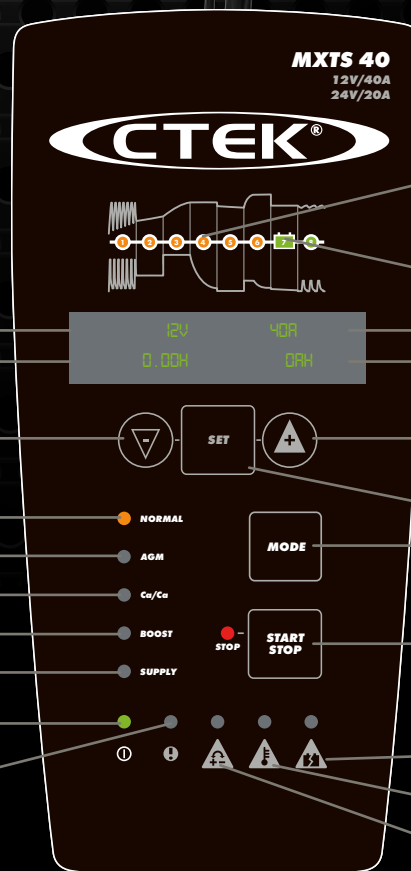 MXTS 40
12V/40A
24V/20A
CTEK®
1 2 3 4 5 6 7 8
12V 40A
0.00H 0AH
- SET +
NORMAL
AGM
MODE
Ca/Ca
BOOST
STOP
START
STOP
SUPPLY